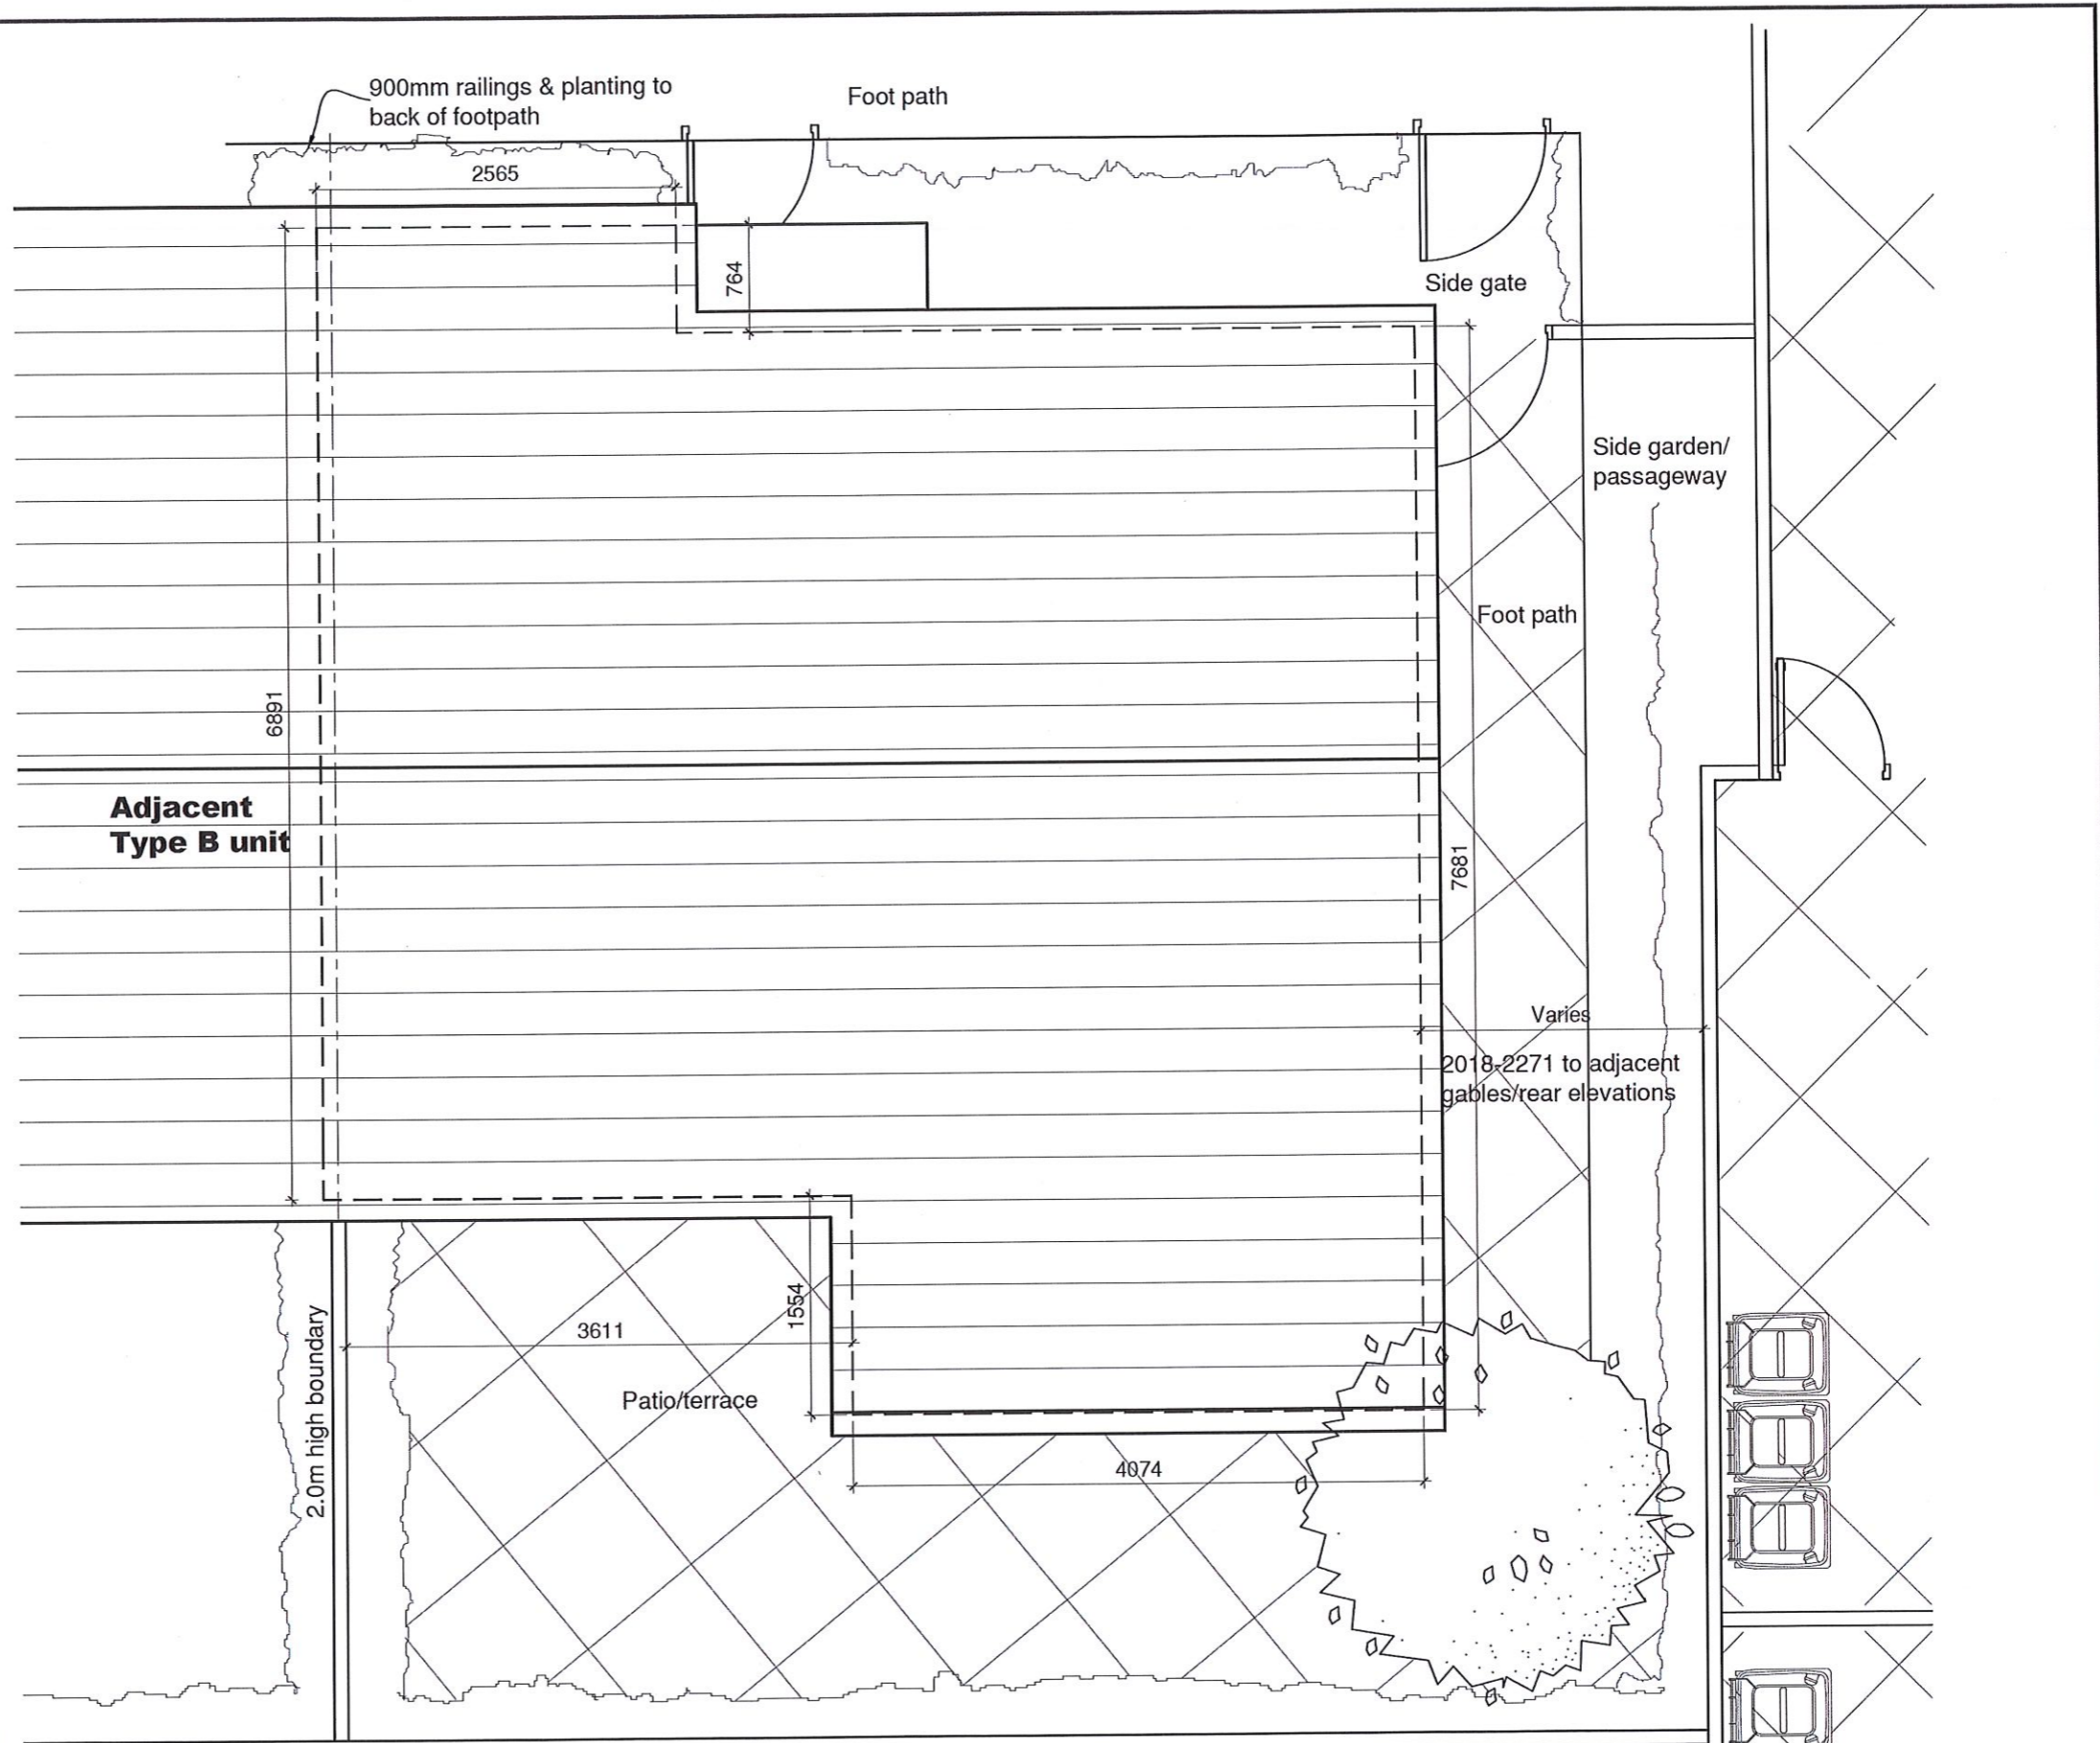 900mm railings & planting to
back of footpath
Foot path
2565
764
Side gate
Side garden/
passageway
Foot path
6891
Adjacent
Type B unit
7681
Varies
2018-2271 to adjacent
gables/rear elevations
1554
3611
2.0m high boundary
Patio/terrace
4074